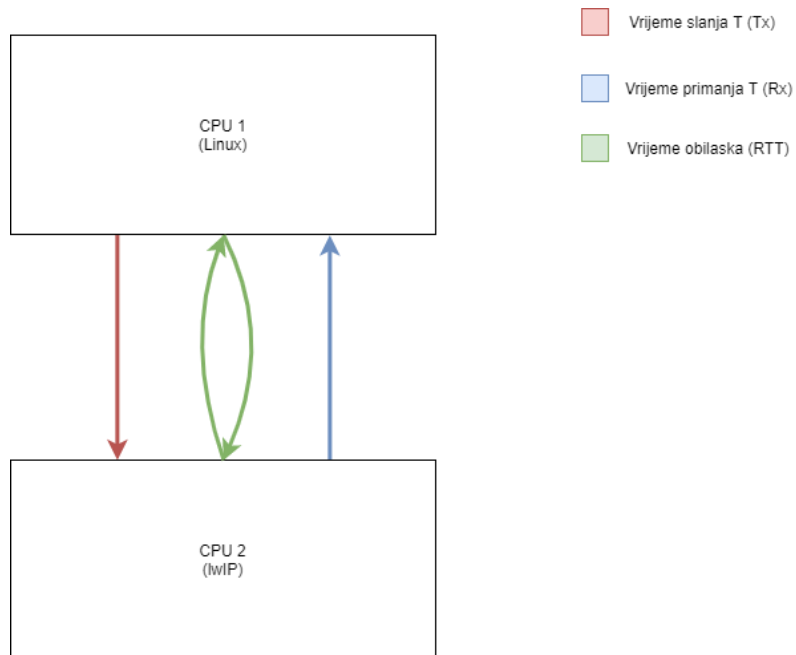 Vrijeme slanja T (Tx)
Vrijeme primanja T (Rx)
Vrijeme obilaska (RTT)
CPU 1
(Linux)
CPU 2
(lwIP)